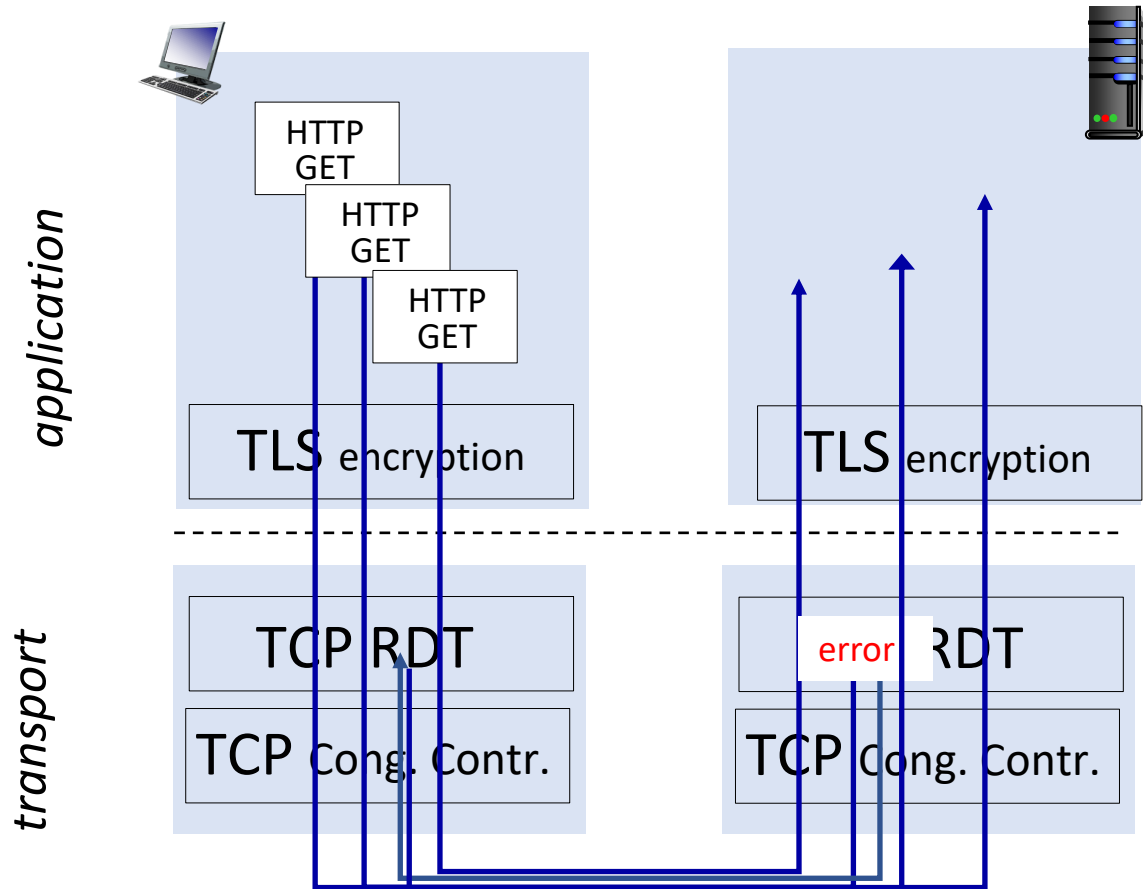 application
HTTP
GET
HTTP
GET
HTTP
GET
TLS encryption
TLS encryption
transport
TCP RDT
error RDT
TCP Cong. Contr.
TCP Cong. Contr.